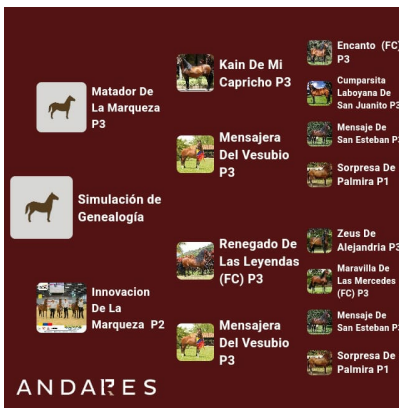 Matador De
La Marqueza
P3
Simulación de
Genealogía
Innovacion
De La
Marqueza P2
Kain De Mi
Capricho P3
Mensajera
Del Vesubio
P3
Renegado De
Las Leyendas
(FC) P3
Mensajera
Del Vesubio
P3
Encanto (FC)
P3
Cumparsita
Laboyana De
San Juanito P3
Mensaje De
San Esteban
Sorpresa De
Palmira P1
Zeus De
Alejandria P3
Maravilla De
Las Mercedes
(FC) P3
Mensaje De
San Esteban
Sorpresa De
Palmira P1
ANDARES